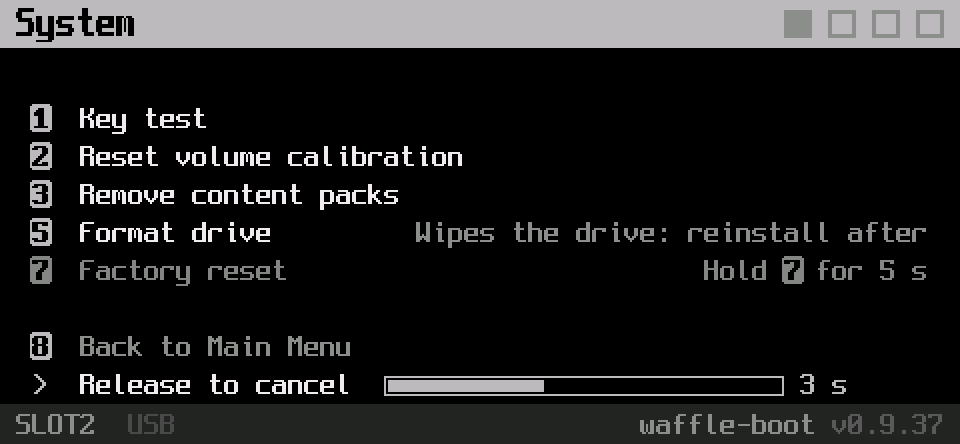 System
1 Key test
2 Reset volume calibration
3 Remove content packs
5 Format drive Wipes the drive: reinstall after
7 Factory reset Hold 7 for 5 s
8 Back to Main Menu
> Release to cancel 3 s
SLOT2 USB waffle-boot v0.9.37